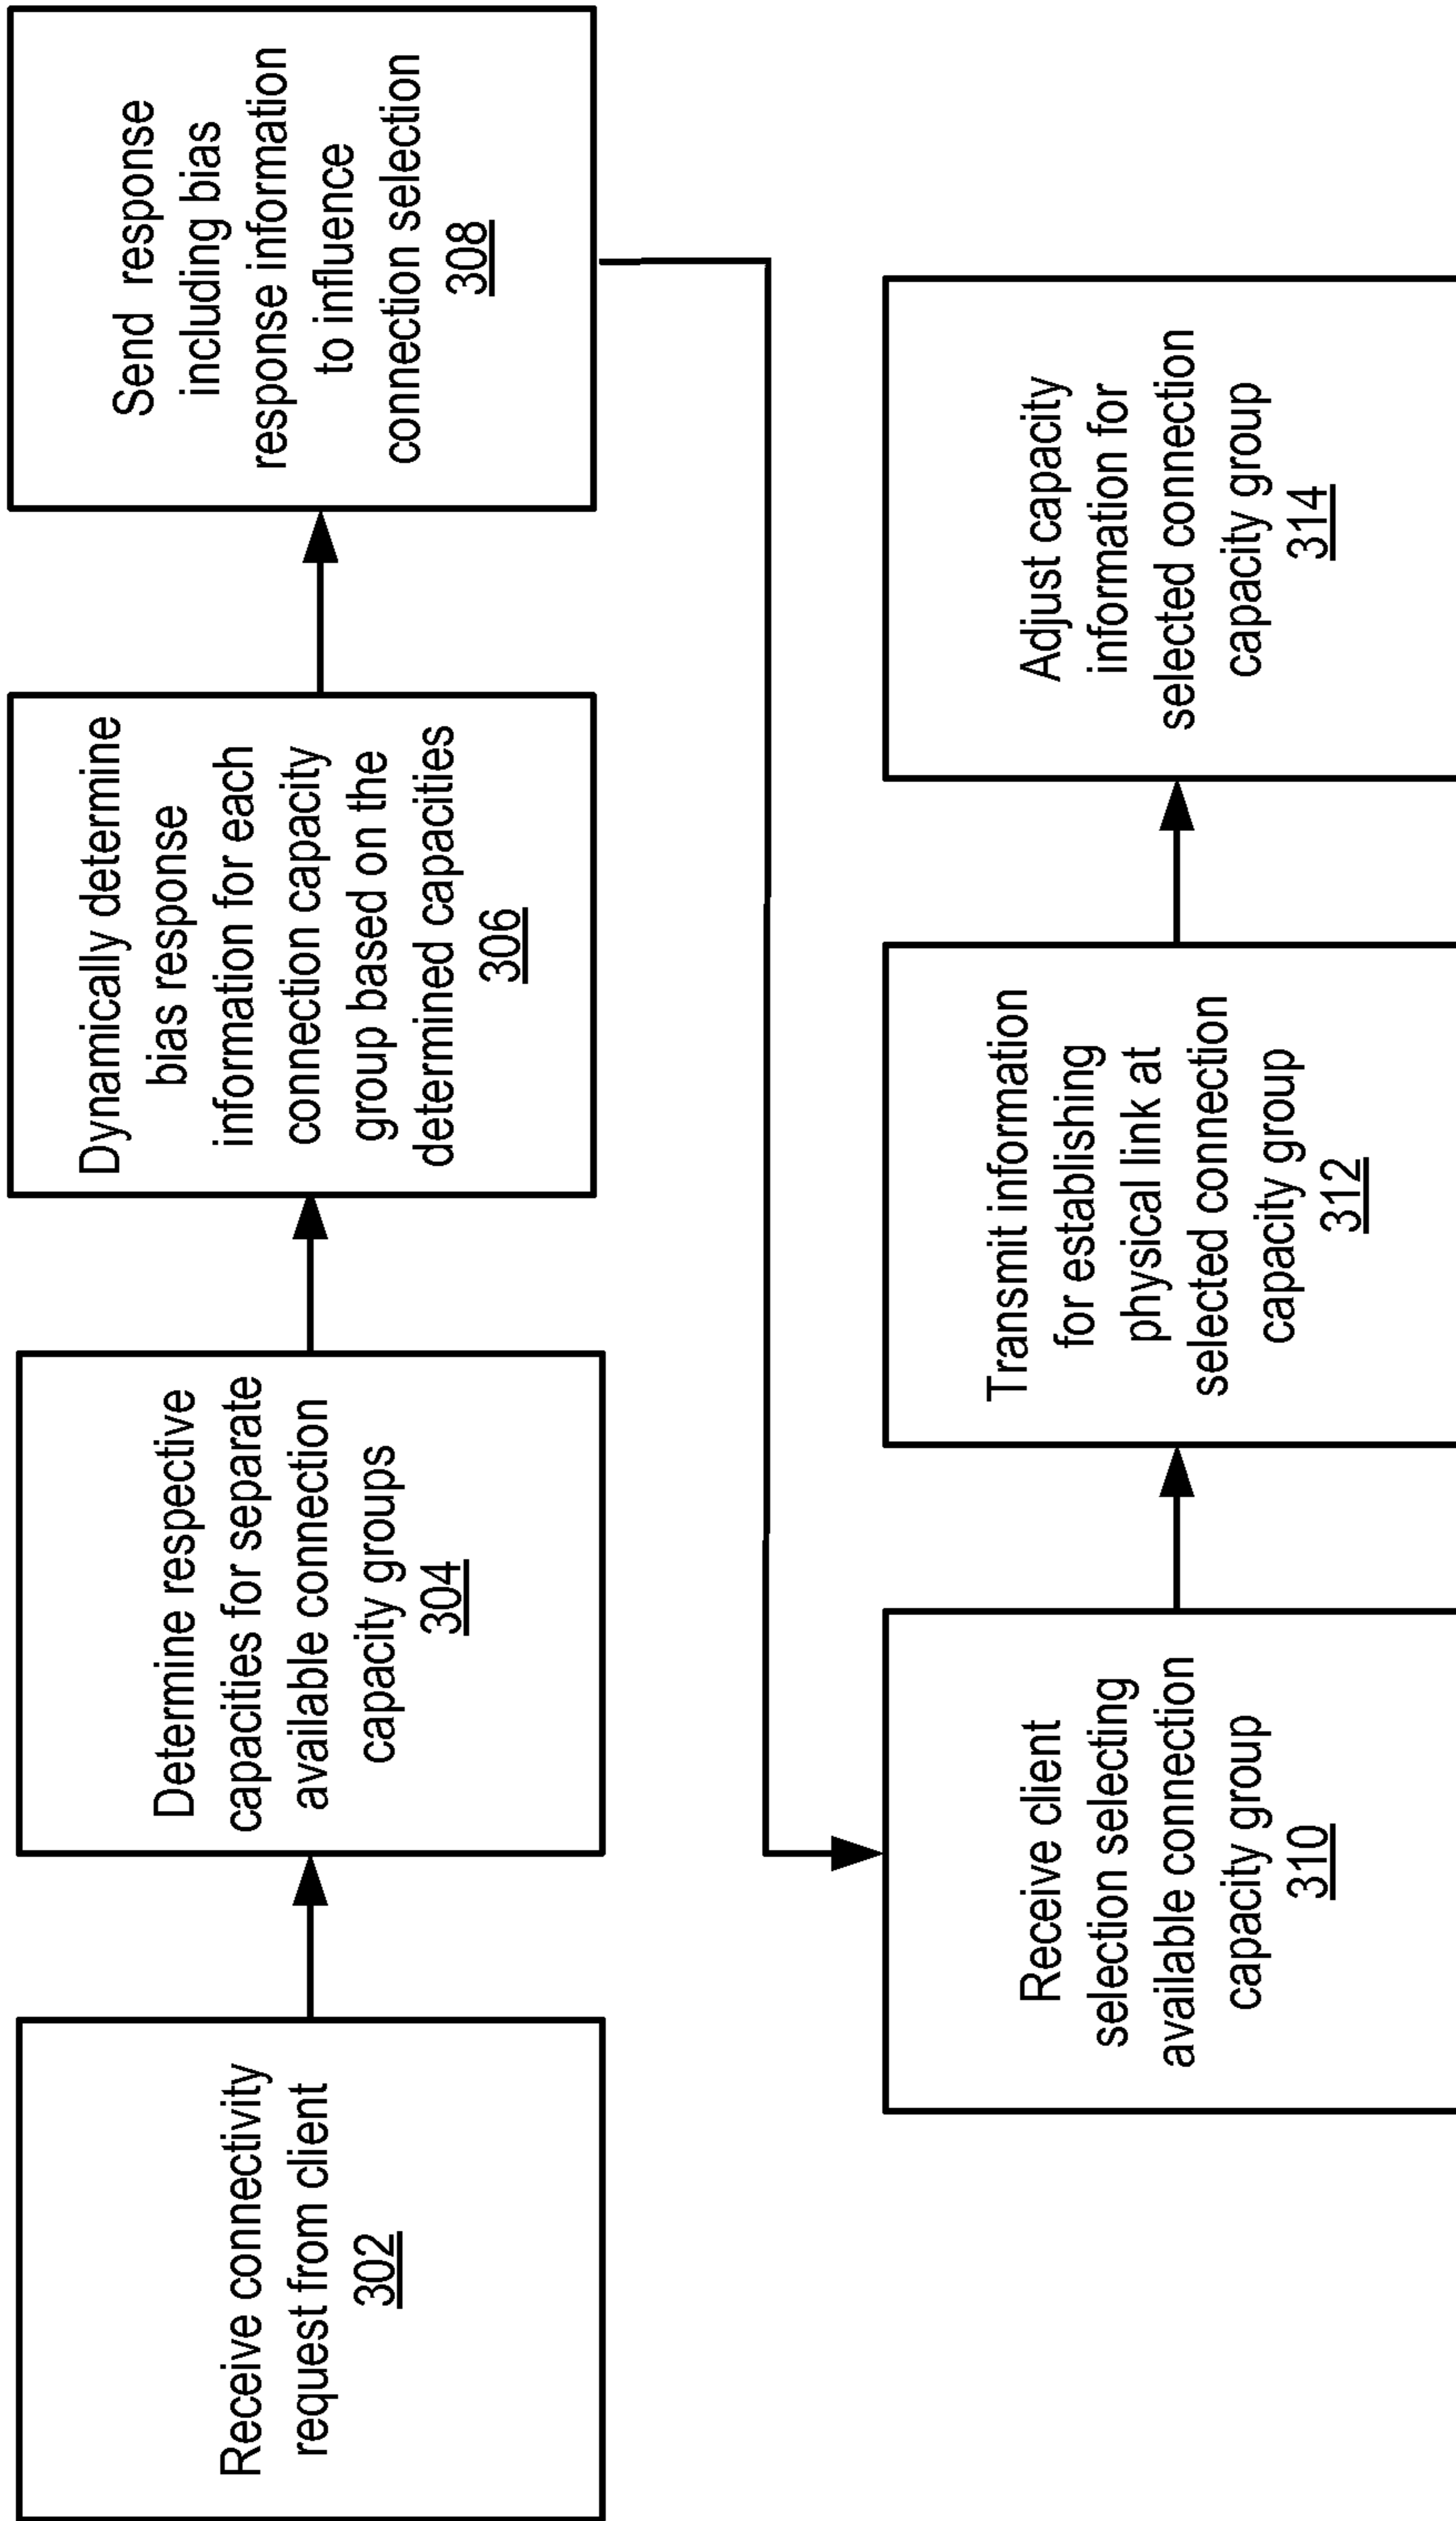 Receive connectivity
request from client
302
Determine respective
capacities for separate
available connection
capacity groups
304
Dynamically determine
bias response
information for each
connection capacity
group based on the
determined capacities
306
Send response
including bias
response information
to influence
connection selection
308
Receive client
selection selecting
available connection
capacity group
310
Transmit information
for establishing
physical link at
selected connection
capacity group
312
Adjust capacity
information for
selected connection
capacity group
314